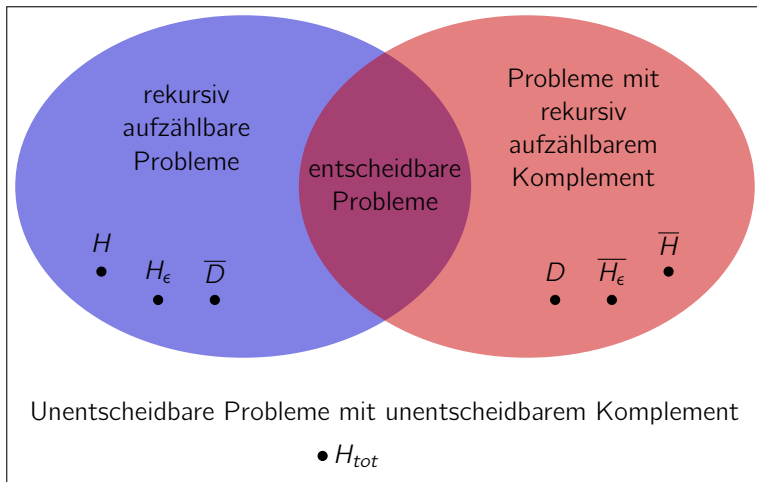 rekursiv
aufzählbare
Probleme
entscheidbare
Probleme
Probleme mit
rekursiv
aufzählbarem
Komplement
H
H_ϵ
D̅
D
H̅_ϵ̅
H̅
Unentscheidbare Probleme mit unentscheidbarem Komplement
H_tot